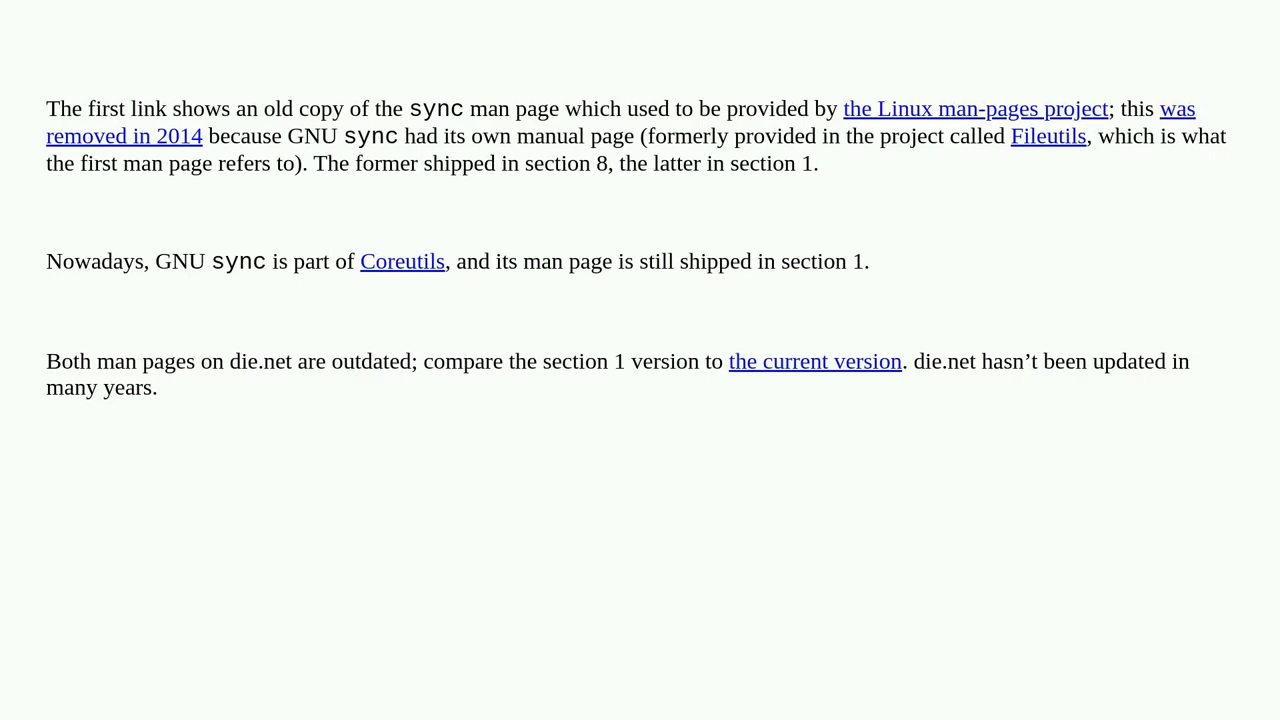 The first link shows an old copy of the sync man page which used to be provided by the Linux man-pages project; this was
removed in 2014 because GNU sync had its own manual page (formerly provided in the project called Fileutils, which is what
the first man page refers to). The former shipped in section 8, the latter in section 1.
Nowadays, GNU sync is part of Coreutils, and its man page is still shipped in section 1.
Both man pages on die.net are outdated; compare the section 1 version to the current version. die.net hasn’t been updated in
many years.